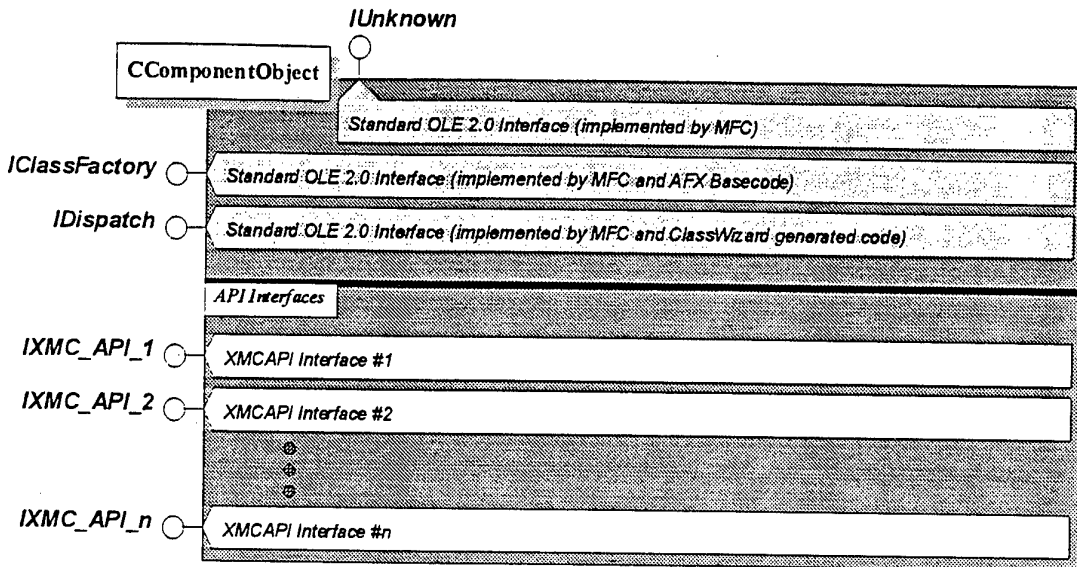 IUnknown
CComponentObject
Standard OLE 2.0 Interface (implemented by MFC)
IClassFactory
Standard OLE 2.0 Interface (implemented by MFC and AFX Basecode)
IDispatch
Standard OLE 2.0 Interface (implemented by MFC and ClassWizard generated code)
API Interfaces
IXMC_API_1
XMCAPI Interface #1
IXMC_API_2
XMCAPI Interface #2
IXMC_API_n
XMCAPI Interface #n